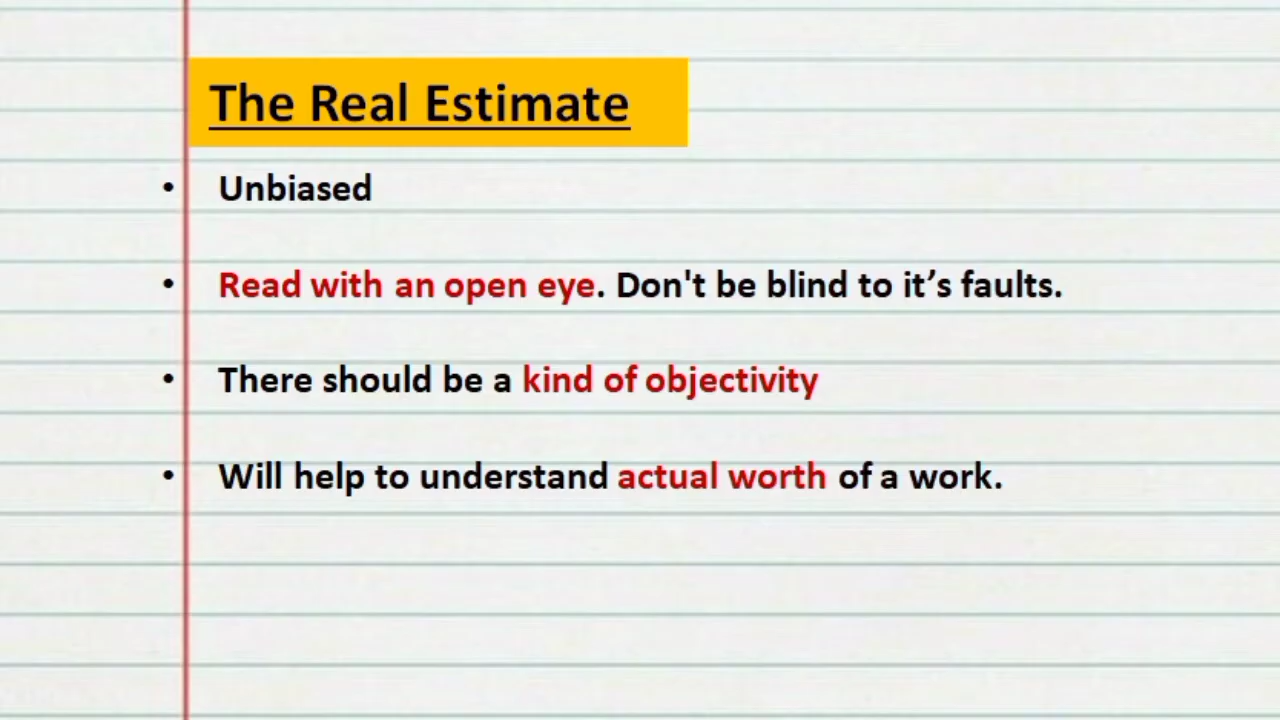 The Real Estimate
• Unbiased
• Read with an open eye. Don't be blind to it’s faults.
• There should be a kind of objectivity
• Will help to understand actual worth of a work.